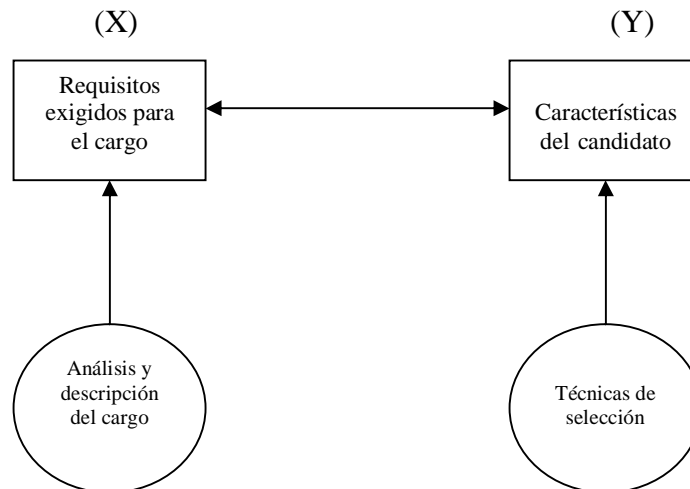 (X)
(Y)
Requisitos
exigidos para
el cargo
Características
del candidato
Análisis y
descripción
del cargo
Técnicas de
selección